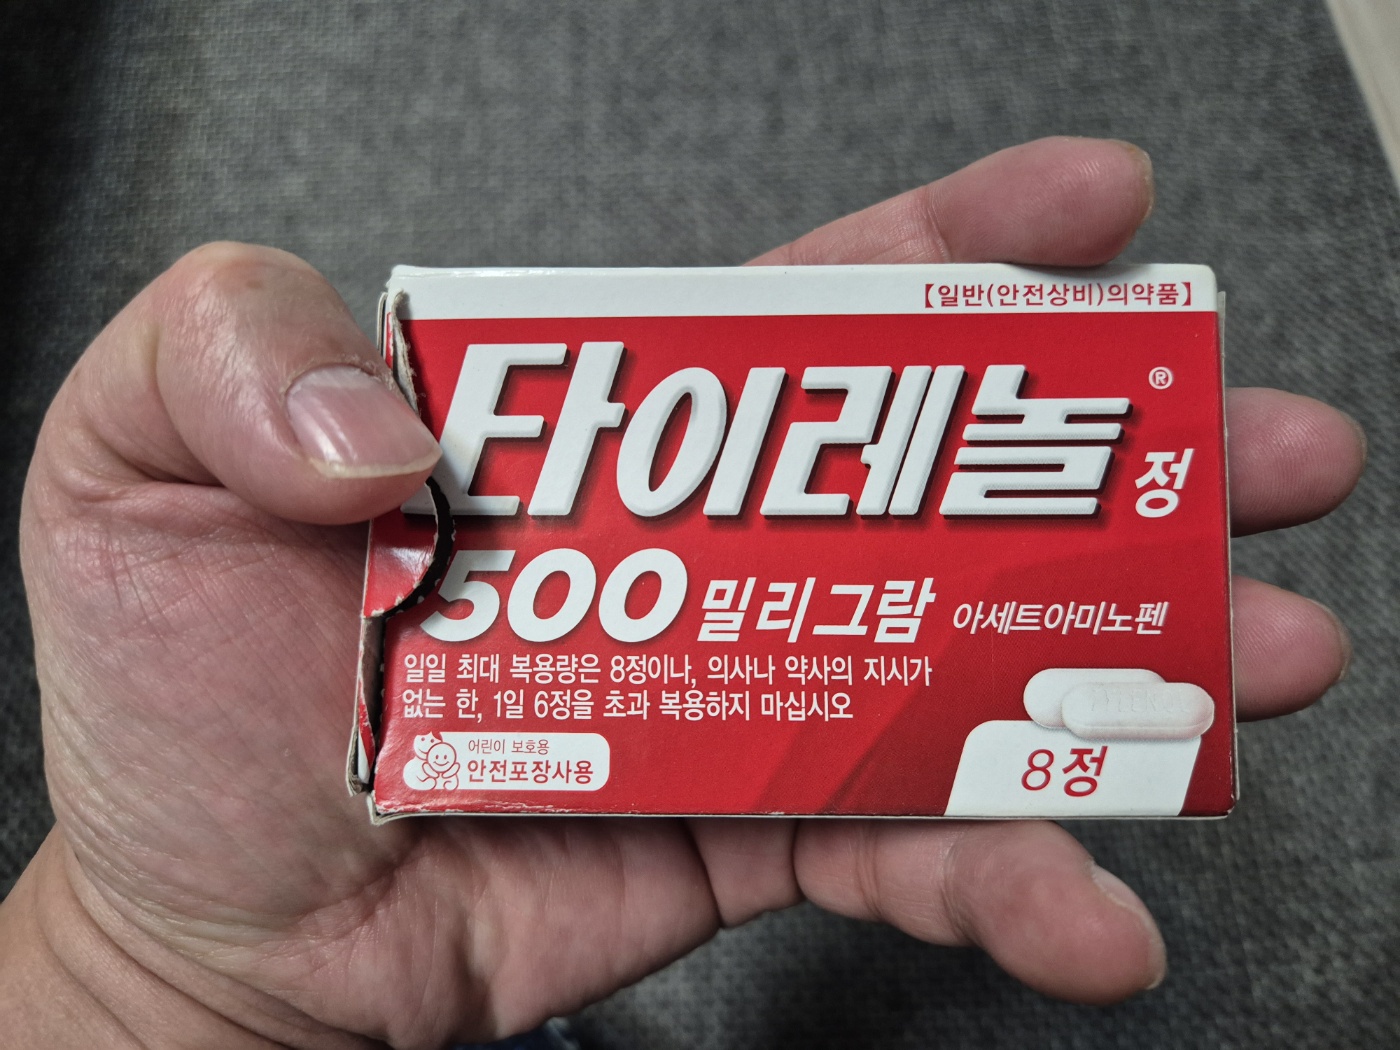 【일반(안전상비)의약품】
타이레놀® 정
500 밀리그람 아세트아미노펜
일일 최대 복용량은 8정이나, 의사나 약사의 지시가
없는 한, 1일 6정을 초과 복용하지 마십시오
어린이 보호용
안전포장사용
TYLENOL
8정